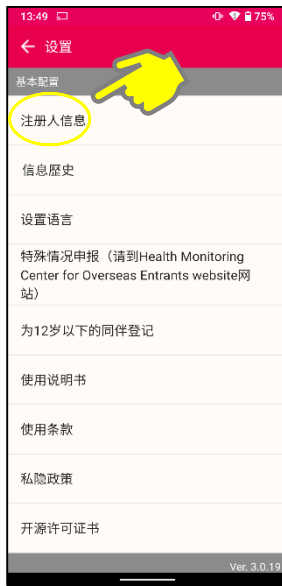 13:49 75%
设置
基本配置
注册人信息
信息歷史
设置语言
特殊情况申报（请到Health Monitoring
Center for Overseas Entrants website网
站）
为12岁以下的同伴登记
使用说明书
使用条款
私隐政策
开源许可证书
Ver. 3.0.19